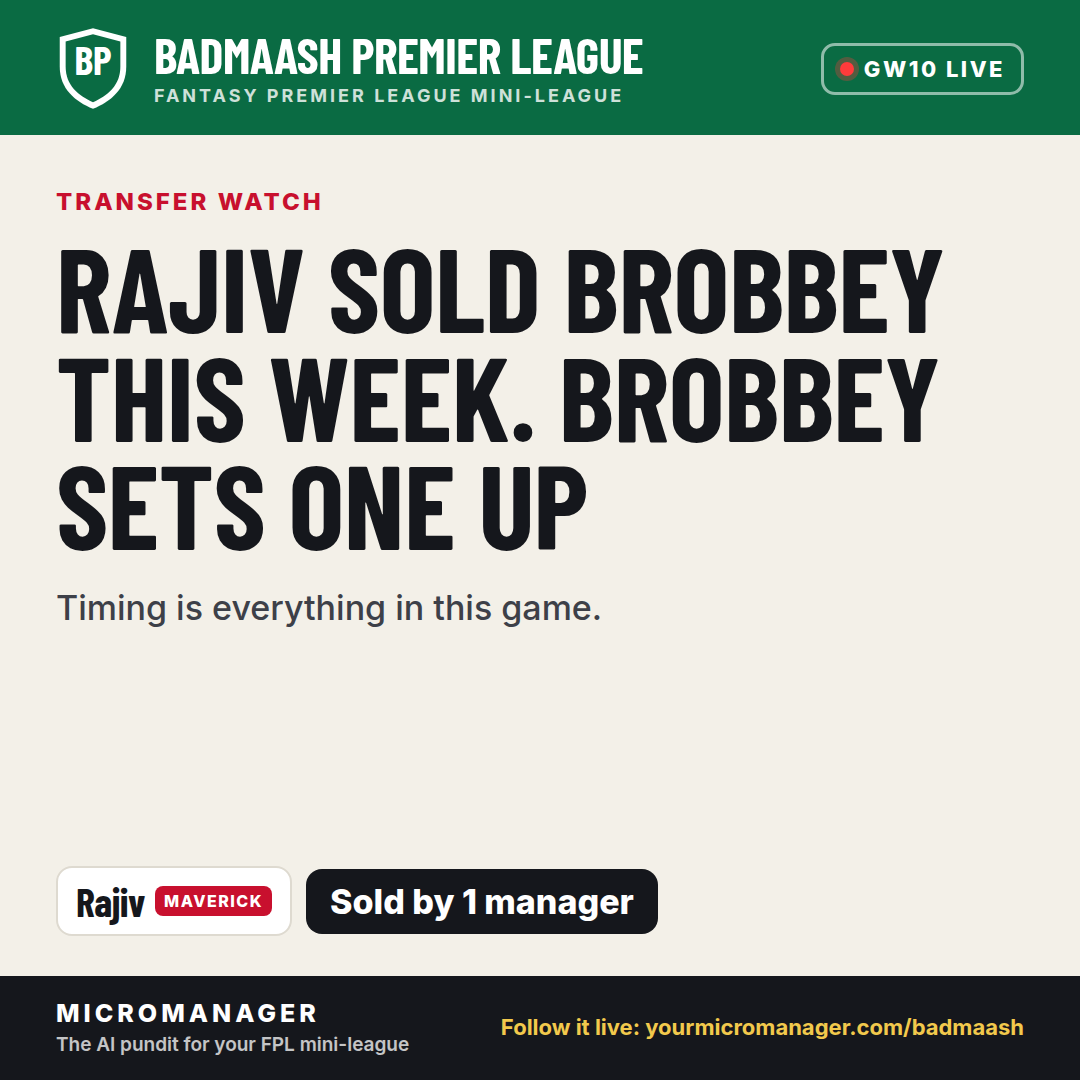 BP
BADMAASH PREMIER LEAGUE
FANTASY PREMIER LEAGUE MINI-LEAGUE
GW10 LIVE
TRANSFER WATCH
RAJIV SOLD BROBBEY
THIS WEEK. BROBBEY
SETS ONE UP
Timing is everything in this game.
Rajiv MAVERICK
Sold by 1 manager
MICROMANAGER
The AI pundit for your FPL mini-league
Follow it live: yourmicromanager.com/badmaash